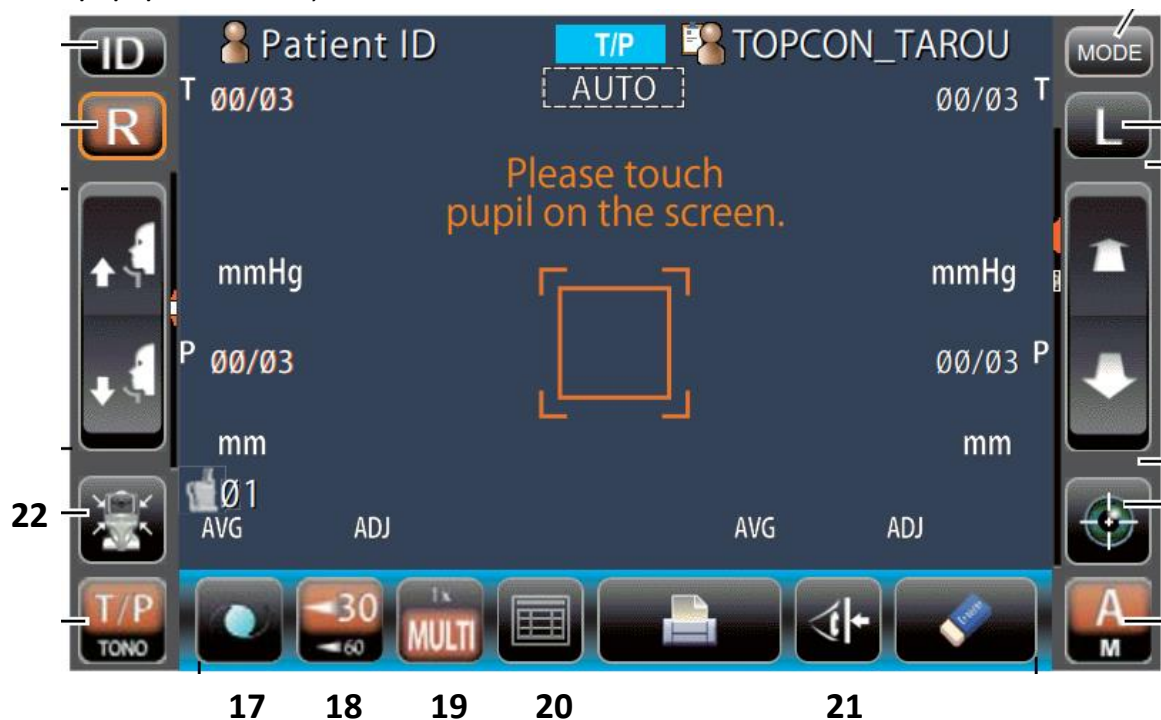 ID
Patient ID
T/P
TOPCON_TAROU
MODE
AUTO
R
T
00/03
00/03
T
L
Please touch
pupil on the screen.
mmHg
mmHg
P
00/03
00/03
P
mm
mm
01
22
AVG
ADJ
AVG
ADJ
T/P
TONO
30
60
1x
MULTI
A
M
17
18
19
20
21